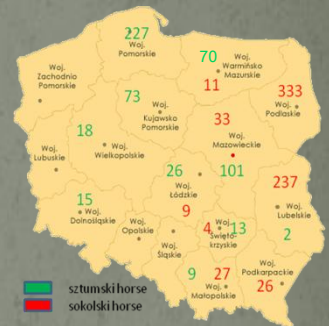 227
Woj.
Pomorskie
70
Woj.
Warmińsko
Mazurskie
11
Woj.
Zachodnio
Pomorskie
333
Woj.
Podlaskie
73
Woj.
Kujawsko
Pomorskie
33
Woj.
Mazowieckie
18
Woj.
Wielkopolskie
Woj.
Lubuskie
26
Woj.
Łódzkie
101
237
Woj.
Lubelskie
15
Woj.
Dolnośląskie
9
Woj.
Opolskie
4
13
Woj.
Święto-
krzyskie
2
Woj.
Śląskie
9
27
Woj.
Małopolskie
Woj.
Podkarpackie
26
sztumski horse
sokolski horse